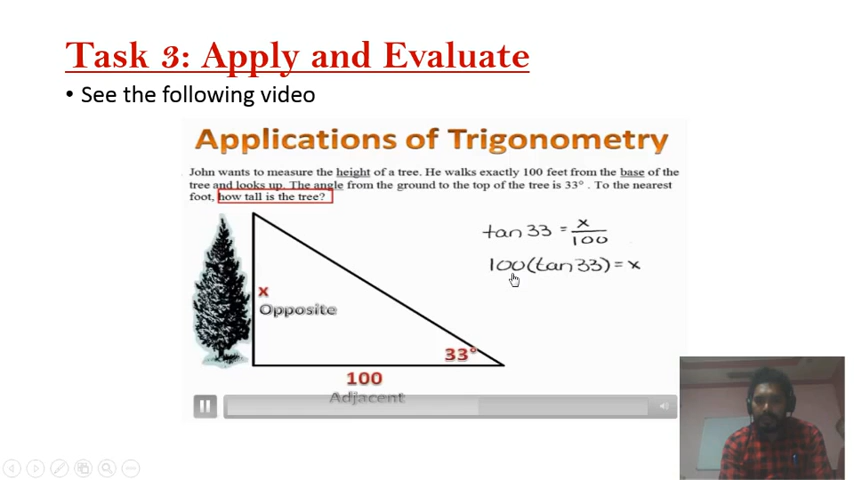 Task 3: Apply and Evaluate
• See the following video
Applications of Trigonometry
John wants to measure the height of a tree. He walks exactly 100 feet from the base of the
tree and looks up. The angle from the ground to the top of the tree is 33°. To the nearest
foot, how tall is the tree?
tan 33 = x/100
100(tan 33) = x
x
Opposite
33°
100
Adjacent